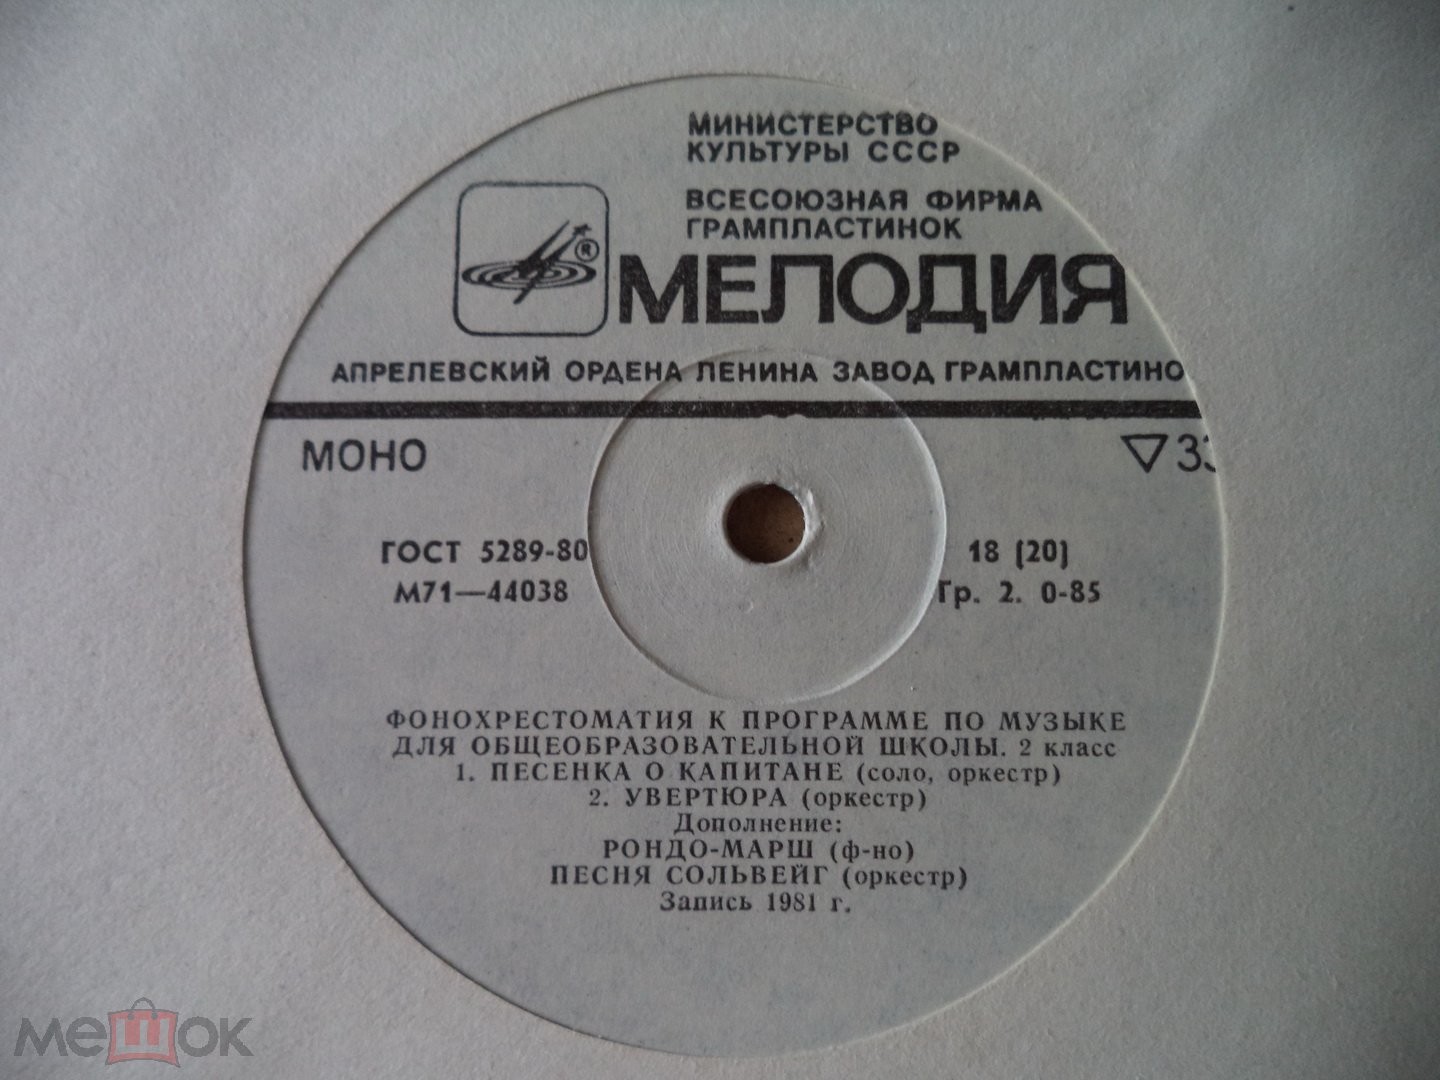 МИНИСТЕРСТВО
КУЛЬТУРЫ СССР
ВСЕСОЮЗНАЯ ФИРМА
ГРАМПЛАСТИНОК
®
МЕЛОДИЯ
АПРЕЛЕВСКИЙ ОРДЕНА ЛЕНИНА ЗАВОД ГРАМПЛАСТИНО
МОНО ▽ 33
ГОСТ 5289-80 18 (20)
М71—44038 Гр. 2. 0-85
ФОНОХРЕСТОМАТИЯ К ПРОГРАММЕ ПО МУЗЫКЕ
ДЛЯ ОБЩЕОБРАЗОВАТЕЛЬНОЙ ШКОЛЫ. 2 класс
1. ПЕСЕНКА О КАПИТАНЕ (соло, оркестр)
2. УВЕРТЮРА (оркестр)
Дополнение:
РОНДО-МАРШ (ф-но)
ПЕСНЯ СОЛЬВЕЙГ (оркестр)
Запись 1981 г.
мешок